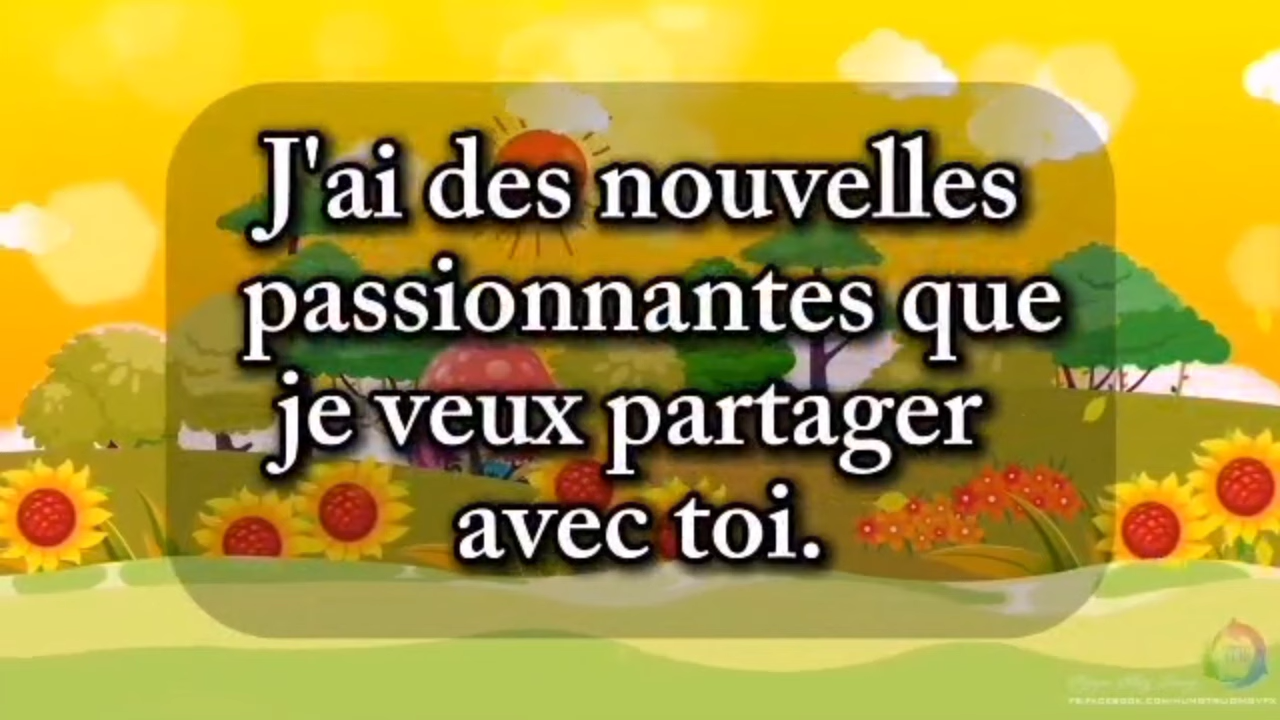 J'ai des nouvelles
passionnantes que
je veux partager
avec toi.